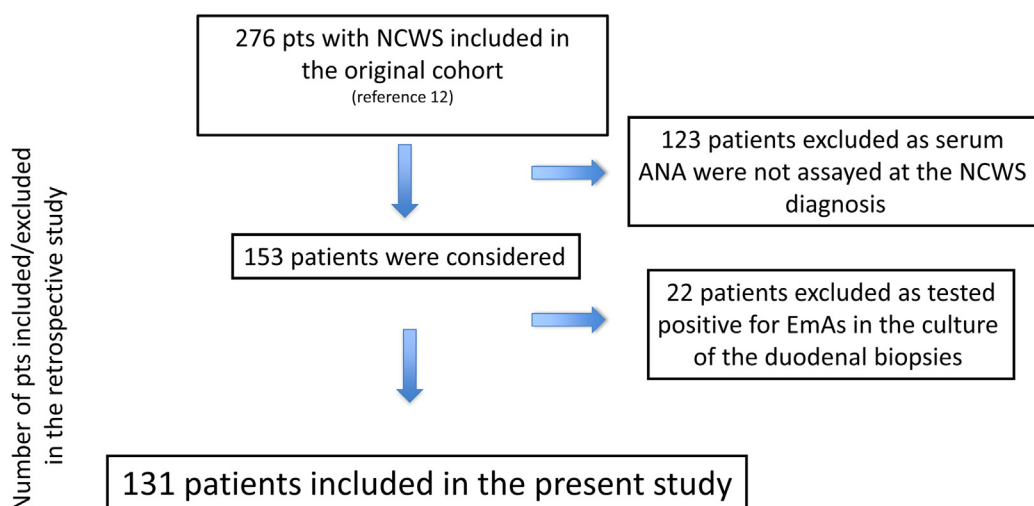 276 pts with NCWS included in
the original cohort
(reference 12)
123 patients excluded as serum
ANA were not assayed at the NCWS
diagnosis
153 patients were considered
22 patients excluded as tested
positive for EmAs in the culture
of the duodenal biopsies
131 patients included in the present study
Number of pts included/excluded
in the retrospective study